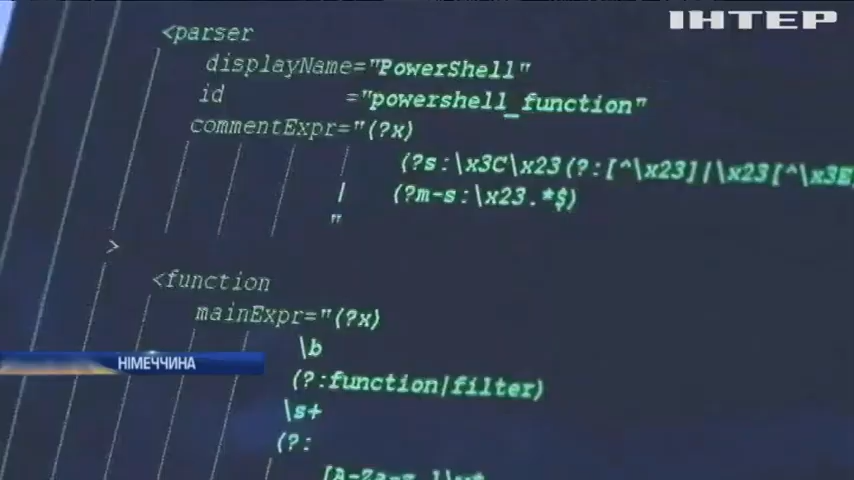 ІНТЕР
<parser
displayName="PowerShell"
id ="powershell_function"
commentExpr="(?x)
(?s:\x3C\x23(?:[^\x23]|\x23[^\x3E
| (?m-s:\x23.*$)
"
>
<function
mainExpr="(?x)
НІМЕЧЧИНА
\b
(?:function|filter)
\s+
(?: